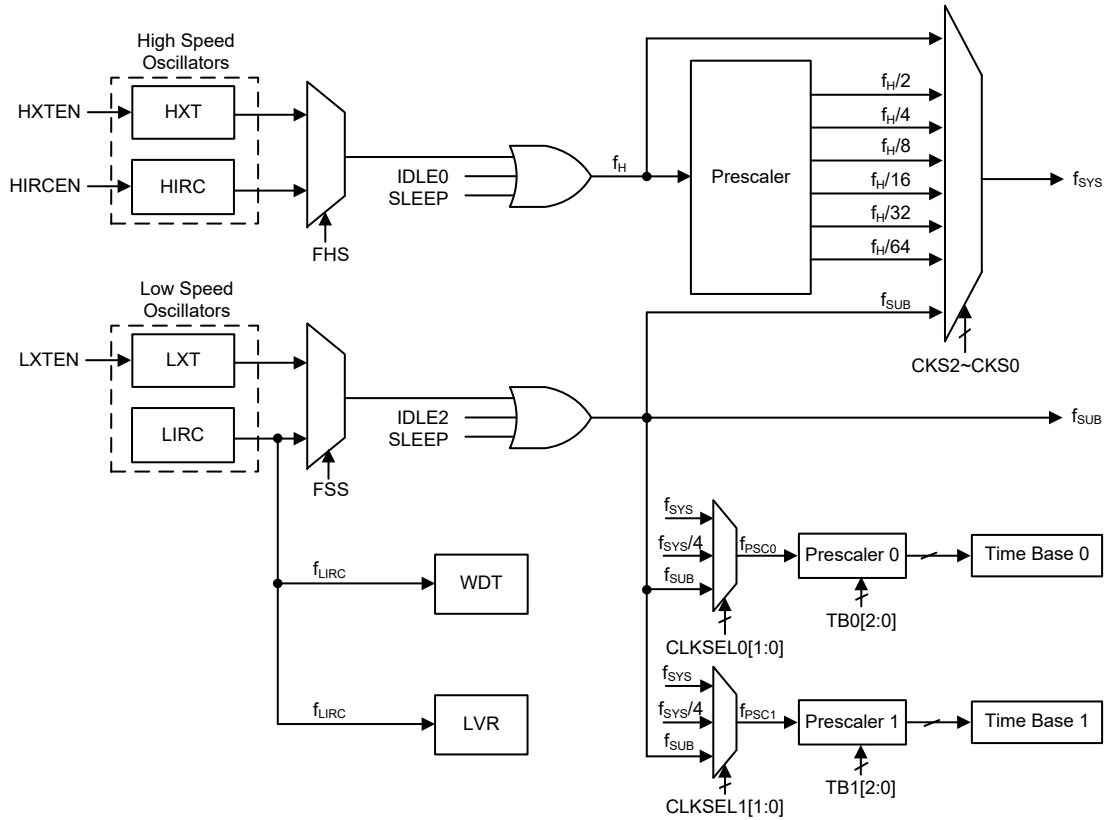 High Speed
Oscillators
HXTEN
HXT
HIRCEN
HIRC
FHS
IDLE0
SLEEP
fH
Prescaler
fH/2
fH/4
fH/8
fH/16
fH/32
fH/64
fSUB
CKS2~CKS0
fSYS
Low Speed
Oscillators
LXTEN
LXT
LIRC
FSS
IDLE2
SLEEP
fSUB
fLIRC
WDT
fLIRC
LVR
fSYS
fSYS/4
fSUB
fPSC0
Prescaler 0
Time Base 0
TB0[2:0]
CLKSEL0[1:0]
fSYS
fSYS/4
fSUB
fPSC1
Prescaler 1
Time Base 1
TB1[2:0]
CLKSEL1[1:0]